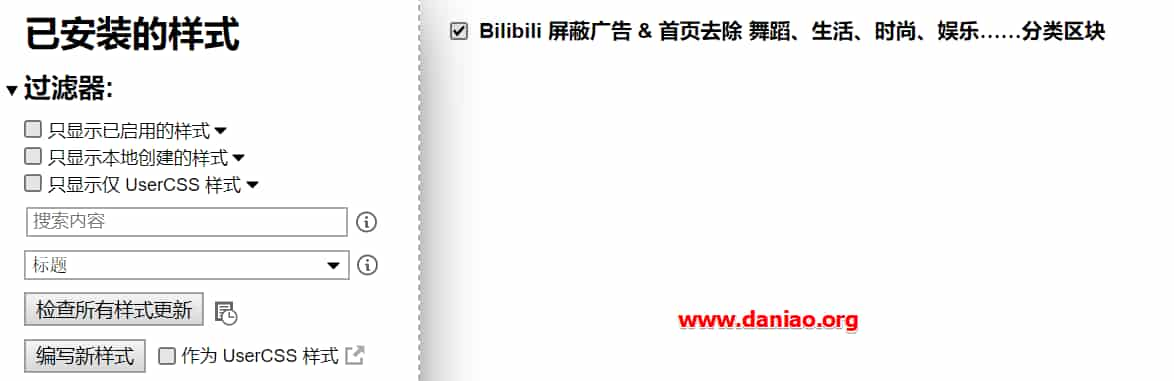 已安装的样式
过滤器:
只显示已启用的样式
只显示本地创建的样式
只显示仅 UserCSS 样式
搜索内容
标题
检查所有样式更新
编写新样式 作为 UserCSS 样式
Bilibili 屏蔽广告 & 首页去除 舞蹈、生活、时尚、娱乐……分类区块
www.daniao.org